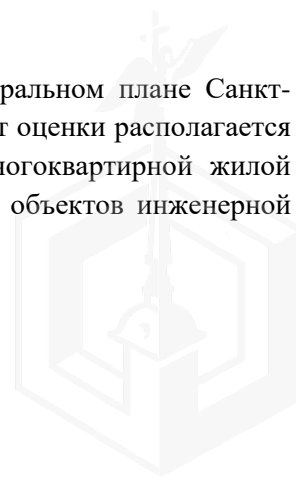 ральном плане Санкт-
т оценки располагается
ногоквартирной жилой
объектов инженерной